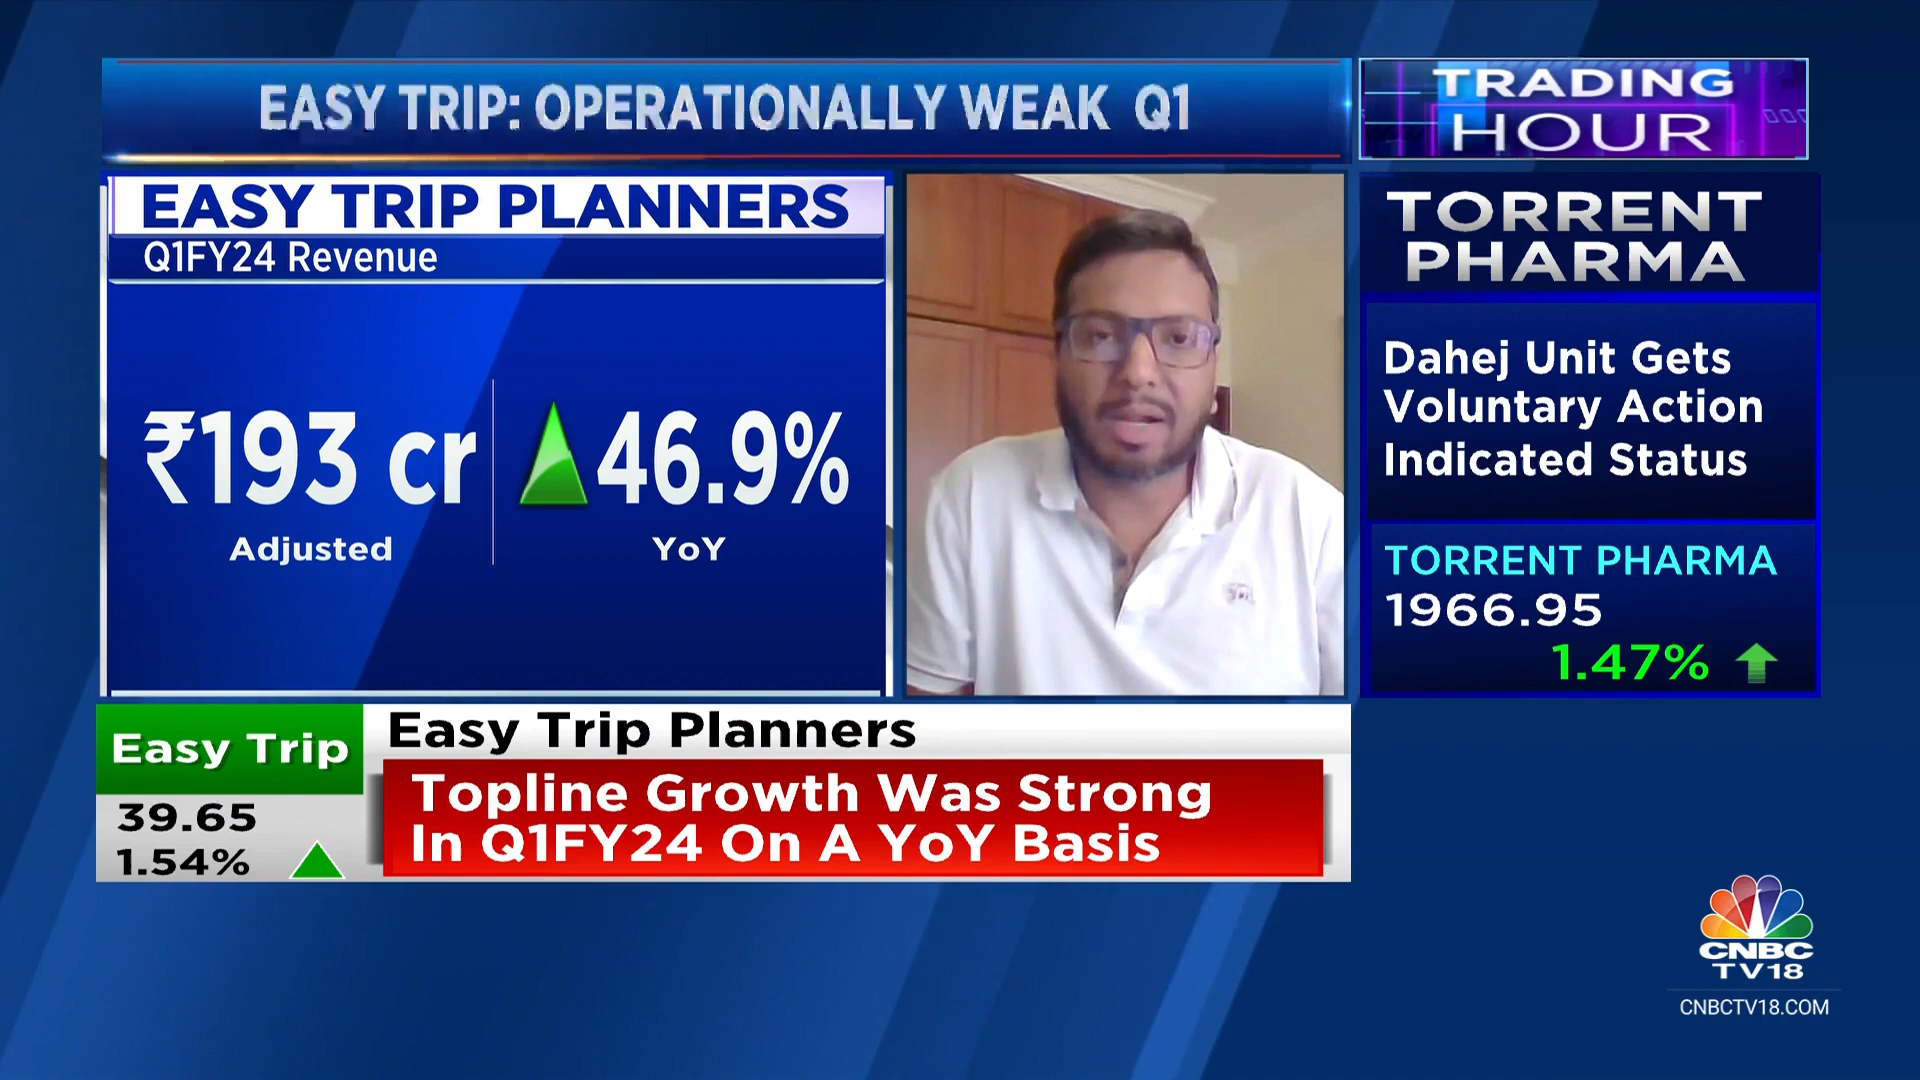 EASY TRIP: OPERATIONALLY WEAK Q1
TRADING
HOUR
EASY TRIP PLANNERS
Q1FY24 Revenue
₹193 cr
Adjusted
46.9%
YoY
TORRENT
PHARMA
Dahej Unit Gets
Voluntary Action
Indicated Status
TORRENT PHARMA
1966.95
1.47%
Easy Trip
39.65
1.54%
Easy Trip Planners
Topline Growth Was Strong
In Q1FY24 On A YoY Basis
CNBC
TV18
CNBCTV18.COM